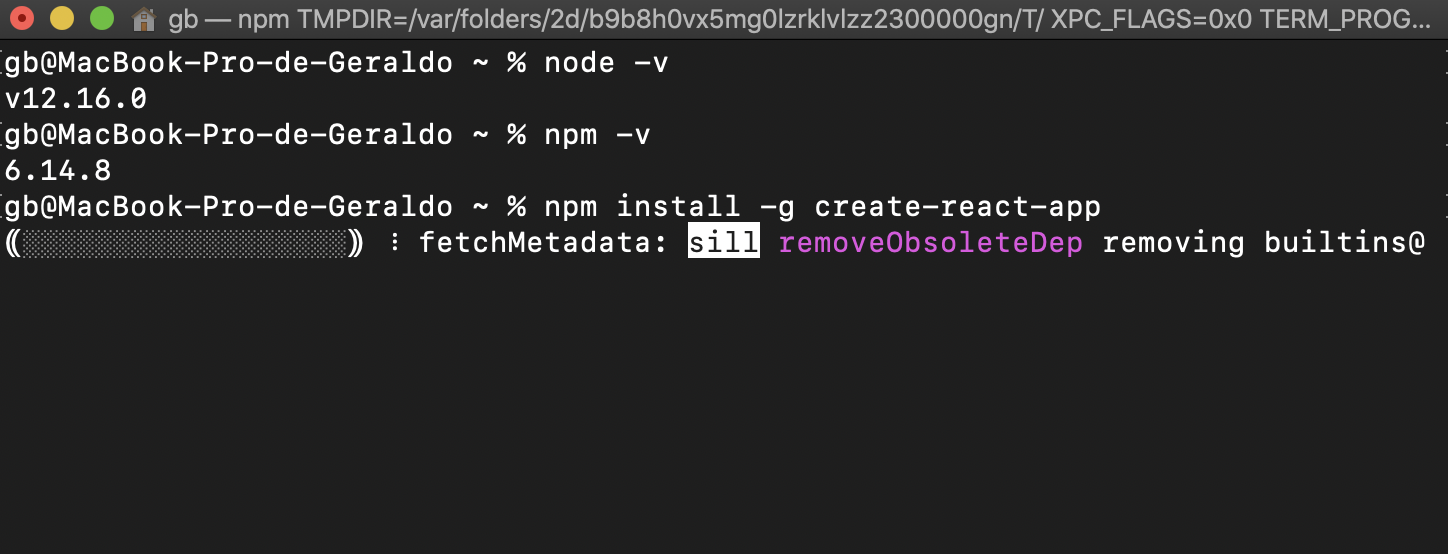 gb — npm TMPDIR=/var/folders/2d/b9b8h0vx5mg0lzrklvlzz2300000gn/T/ XPC_FLAGS=0x0 TERM_PROG...
gb@MacBook-Pro-de-Geraldo ~ % node -v
v12.16.0
gb@MacBook-Pro-de-Geraldo ~ % npm -v
6.14.8
gb@MacBook-Pro-de-Geraldo ~ % npm install -g create-react-app
⸨░░░░░░░░░░░░░░░░░░⸩ ⠸ fetchMetadata: sill removeObsoleteDep removing builtins@